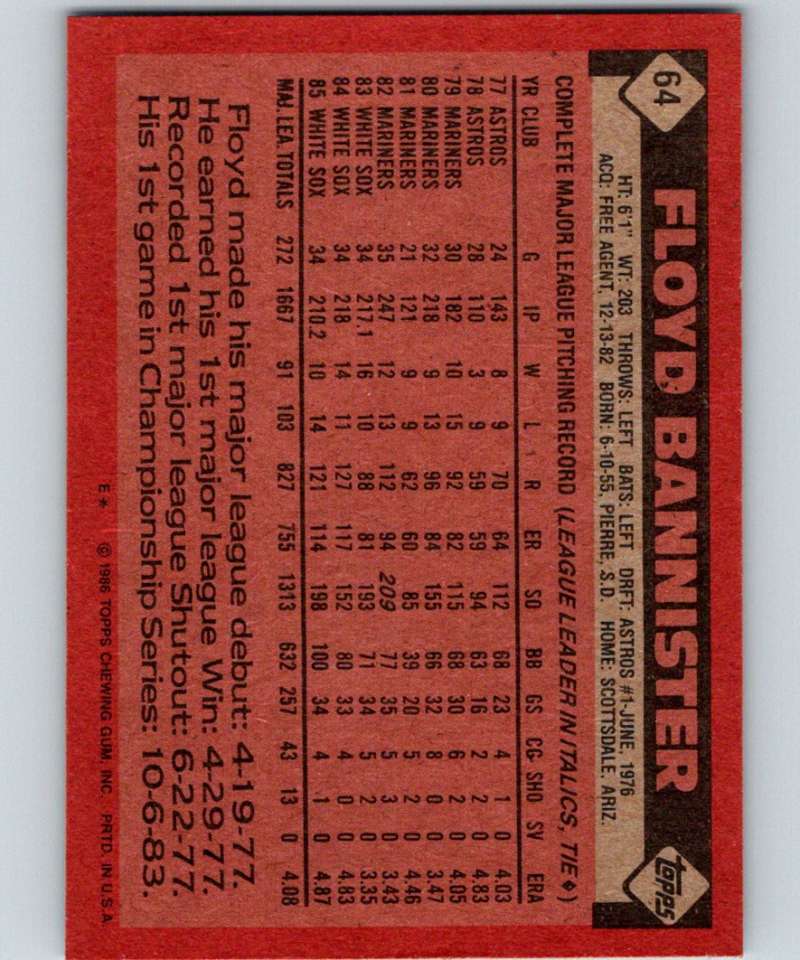 64
FLOYD BANNISTER
topps
HT: 6'1" WT: 203 THROWS: LEFT BATS: LEFT DRFT: ASTROS #1-JUNE, 1976
ACQ: FREE AGENT, 12-13-82 BORN: 6-10-55, PIERRE, S.D. HOME: SCOTTSDALE, ARIZ.
COMPLETE MAJOR LEAGUE PITCHING RECORD (LEAGUE LEADER IN ITALICS, TIE♦)
YR CLUB G IP W L R ER SO BB GS CG SHO SV ERA
77 ASTROS 24 143 8 9 70 64 112 68 23 4 1 0 4.03
78 ASTROS 28 110 3 9 59 59 94 63 16 2 2 0 4.83
79 MARINERS 30 182 10 15 92 82 115 68 30 6 2 0 4.05
80 MARINERS 32 218 9 13 96 84 155 66 32 8 0 0 3.47
81 MARINERS 21 121 9 9 62 60 85 39 20 5 2 0 4.46
82 MARINERS 35 247 12 13 112 94 209 77 35 5 3 0 3.43
83 WHITE SOX 34 217.1 16 10 88 81 193 71 34 5 2 0 3.35
84 WHITE SOX 34 218 14 11 127 117 152 80 33 4 0 0 4.83
85 WHITE SOX 34 210.2 10 14 121 114 198 100 34 4 1 0 4.87
MAJ. LEA. TOTALS 272 1667 91 103 827 755 1313 632 257 43 13 0 4.08
Floyd made his major league debut: 4-19-77.
He earned his 1st major league Win: 4-29-77.
Recorded 1st major league Shutout: 6-22-77.
His 1st game in Championship Series: 10-6-83.
E* © 1986 TOPPS CHEWING GUM, INC. PRTD. IN U.S.A.